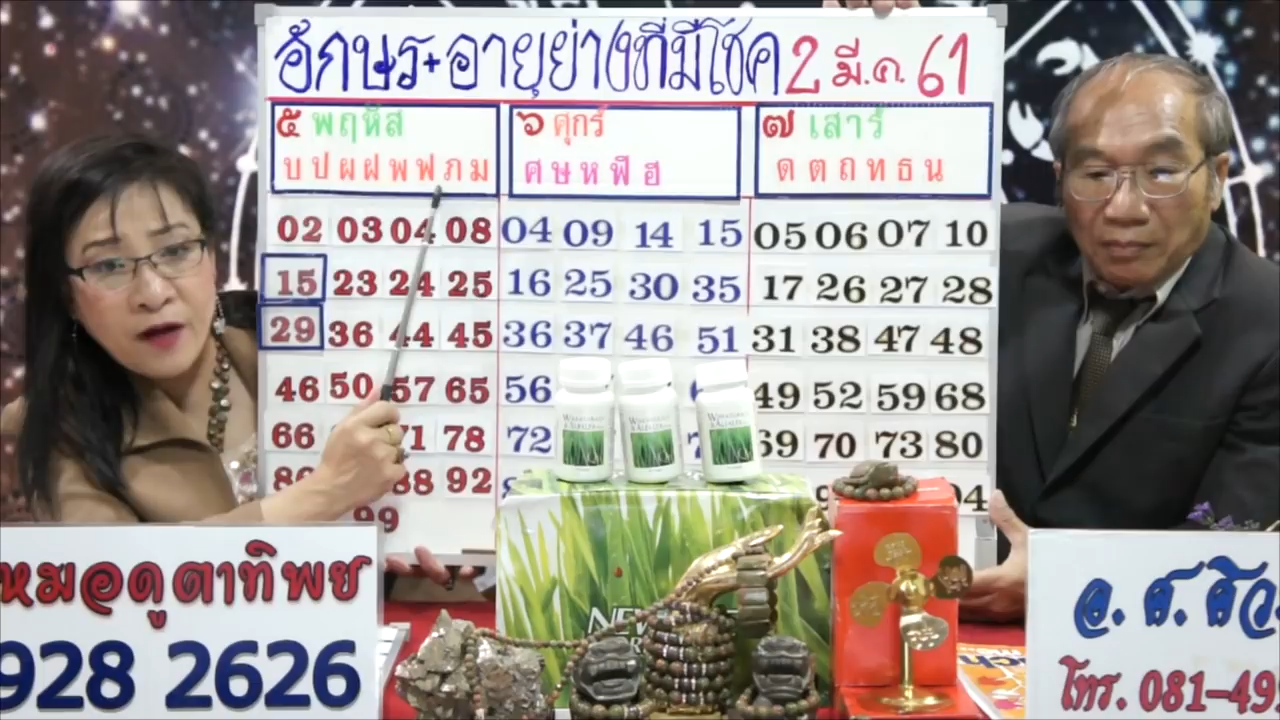 อักษร+อายุย่างที่มีโชค 2 มี.ค. 61
๕ พฤหัส
บ ป ผ ฝ พ ฟ ภ ม
๖ ศุกร์
ศ ษ ห ฬ ฮ
๗ เสาร์
ด ต ถ ท ธ น
02 03 04 08 04 09 14 15 05 06 07 10
15 23 24 25 16 25 30 35 17 26 27 28
29 36 44 45 36 37 46 51 31 38 47 48
46 50 57 65 56 49 52 59 68
66 71 78 72 69 70 73 80
88 92
99
หมอดูตาทิพย์
928 2626
อ. ศ.
โทร. 081-49